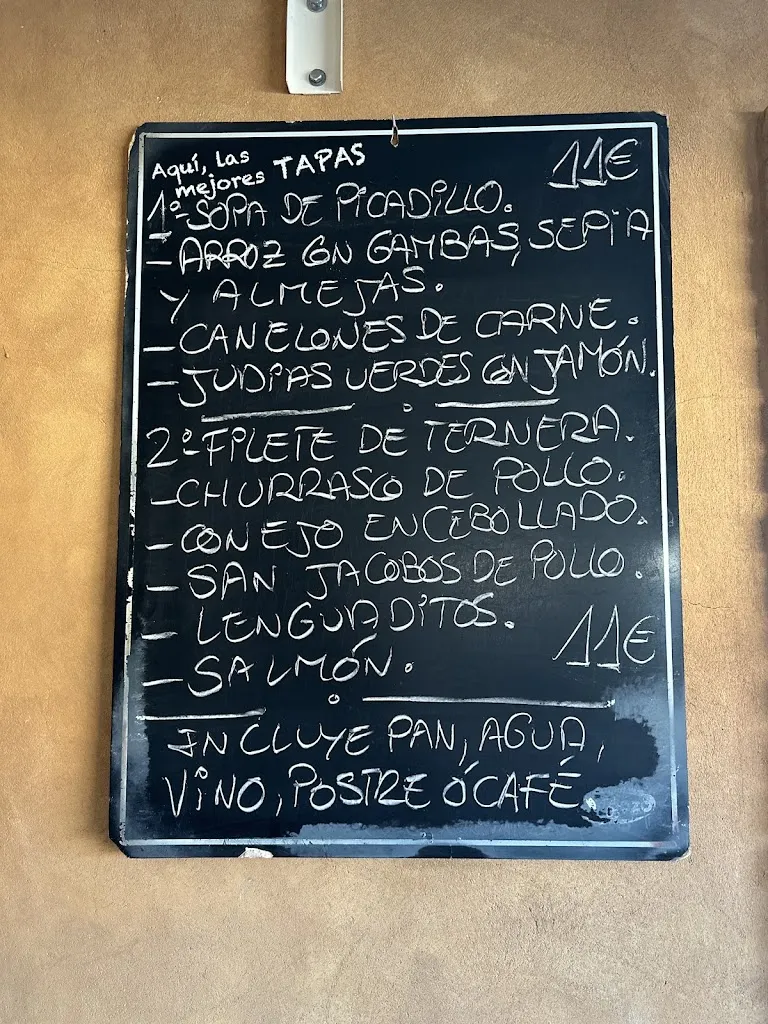 Aquí, las
mejores TAPAS
11€
1º-SOPA DE PICADILLO.
-ARROZ CON GAMBAS, SEPIA
Y ALMEJAS.
-CANELONES DE CARNE.
-JUDIAS VERDES CON JAMÓN.
2º-FILETE DE TERNERA.
-CHURRASCO DE POLLO.
-CONEJO ENCEBOLLADO.
-SAN JACOBOS DE POLLO.
-LENGUADITOS.
-SALMÓN.
11€
INCLUYE PAN, AGUA,
VINO, POSTRE Ó CAFÉ